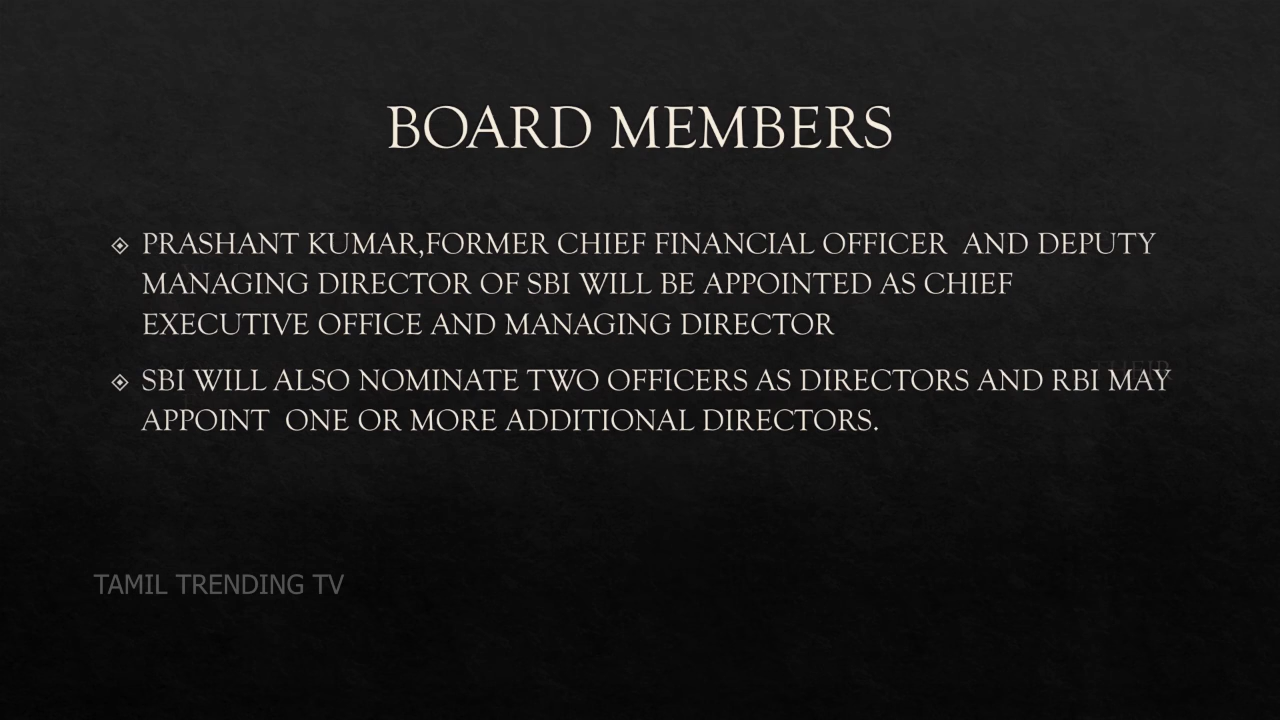 BOARD MEMBERS
PRASHANT KUMAR,FORMER CHIEF FINANCIAL OFFICER AND DEPUTY
MANAGING DIRECTOR OF SBI WILL BE APPOINTED AS CHIEF
EXECUTIVE OFFICE AND MANAGING DIRECTOR
THEIR
SBI WILL ALSO NOMINATE TWO OFFICERS AS DIRECTORS AND RBI MAY
APPOINT ONE OR MORE ADDITIONAL DIRECTORS.
TAMIL TRENDING TV